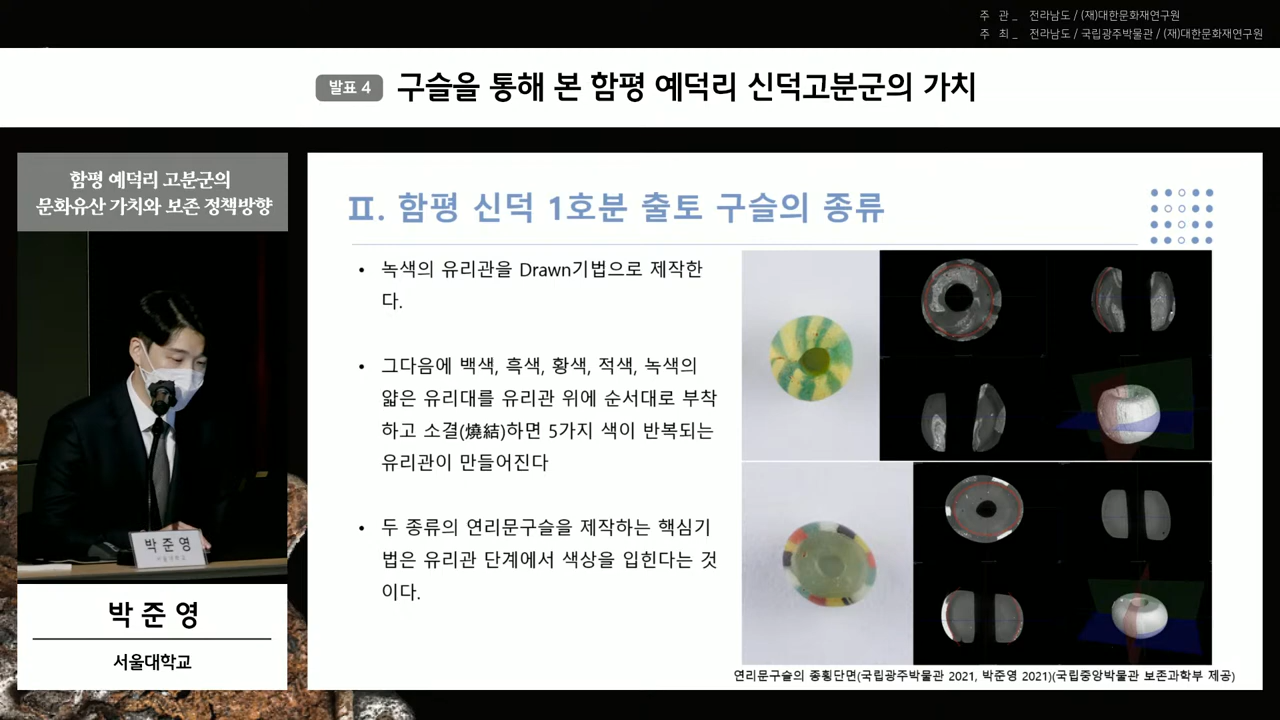 주 관 _ 전라남도 / (재)대한문화재연구원
주 최 _ 전라남도 / 국립광주박물관 / (재)대한문화재연구원
발표 4 구슬을 통해 본 함평 예덕리 신덕고분군의 가치
함평 예덕리 고분군의
문화유산 가치와 보존 정책방향
박준영
서울대학교
박 준 영
서울대학교
Ⅱ. 함평 신덕 1호분 출토 구슬의 종류
• 녹색의 유리관을 Drawn기법으로 제작한
다.
• 그다음에 백색, 흑색, 황색, 적색, 녹색의
얇은 유리대를 유리관 위에 순서대로 부착
하고 소결(燒結)하면 5가지 색이 반복되는
유리관이 만들어진다
• 두 종류의 연리문구슬을 제작하는 핵심기
법은 유리관 단계에서 색상을 입힌다는 것
이다.
연리문구슬의 종횡단면(국립광주박물관 2021, 박준영 2021)(국립중앙박물관 보존과학부 제공)